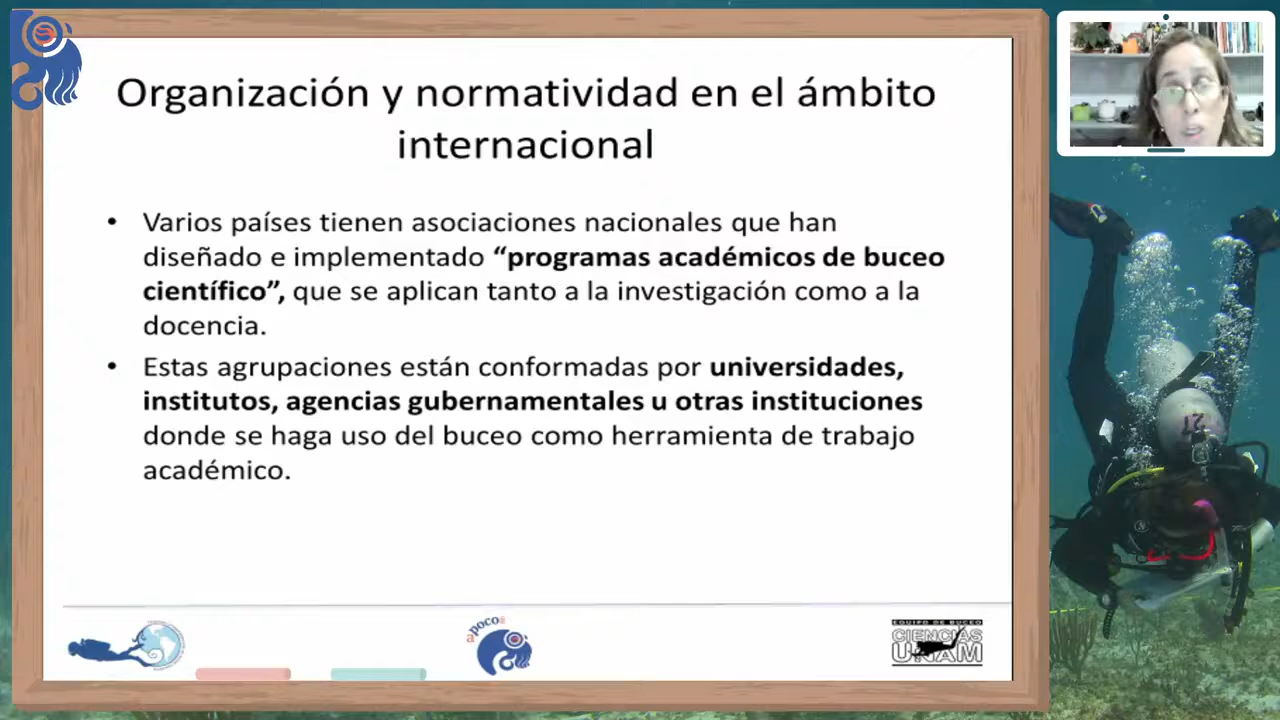 Organización y normatividad en el ámbito
internacional
• Varios países tienen asociaciones nacionales que han
diseñado e implementado “programas académicos de buceo
científico”, que se aplican tanto a la investigación como a la
docencia.
• Estas agrupaciones están conformadas por universidades,
institutos, agencias gubernamentales u otras instituciones
donde se haga uso del buceo como herramienta de trabajo
académico.
apoco
EQUIPO DE BUCEO
CIENCIAS
UNAM
27